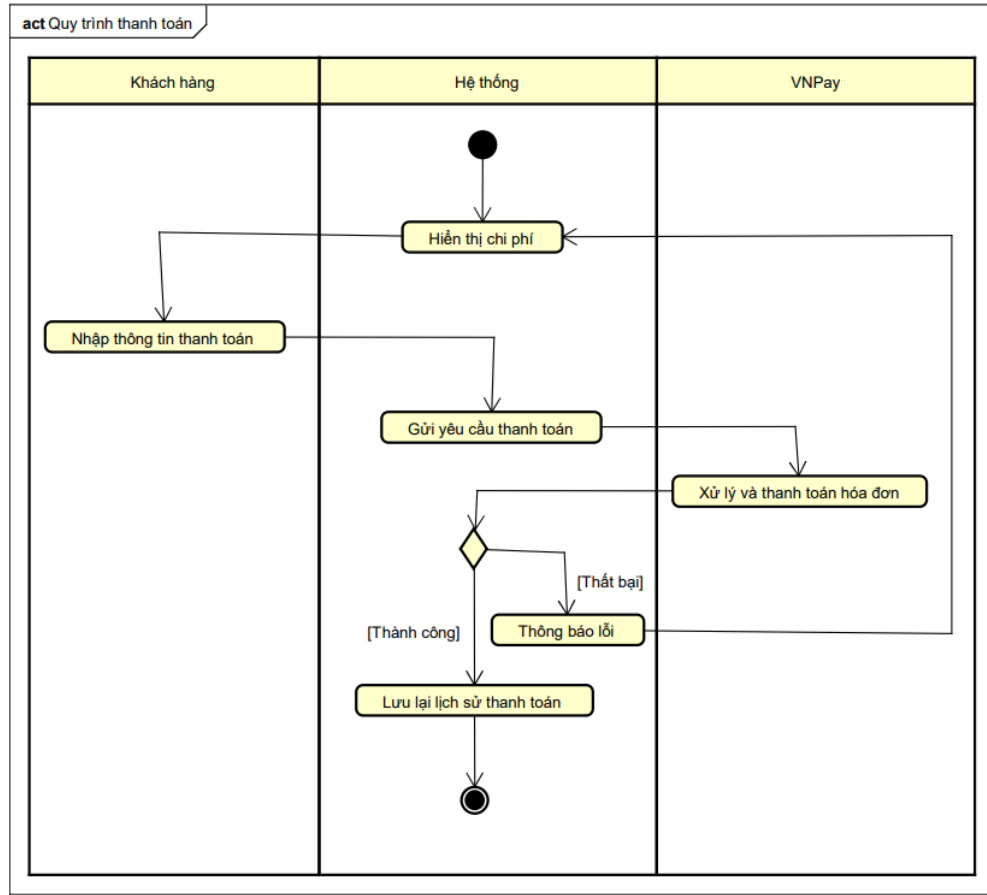 act Quy trình thanh toán
Khách hàng
Hệ thống
VNPay
Hiển thị chi phí
Nhập thông tin thanh toán
Gửi yêu cầu thanh toán
Xử lý và thanh toán hóa đơn
[Thất bại]
[Thành công]
Thông báo lỗi
Lưu lại lịch sử thanh toán